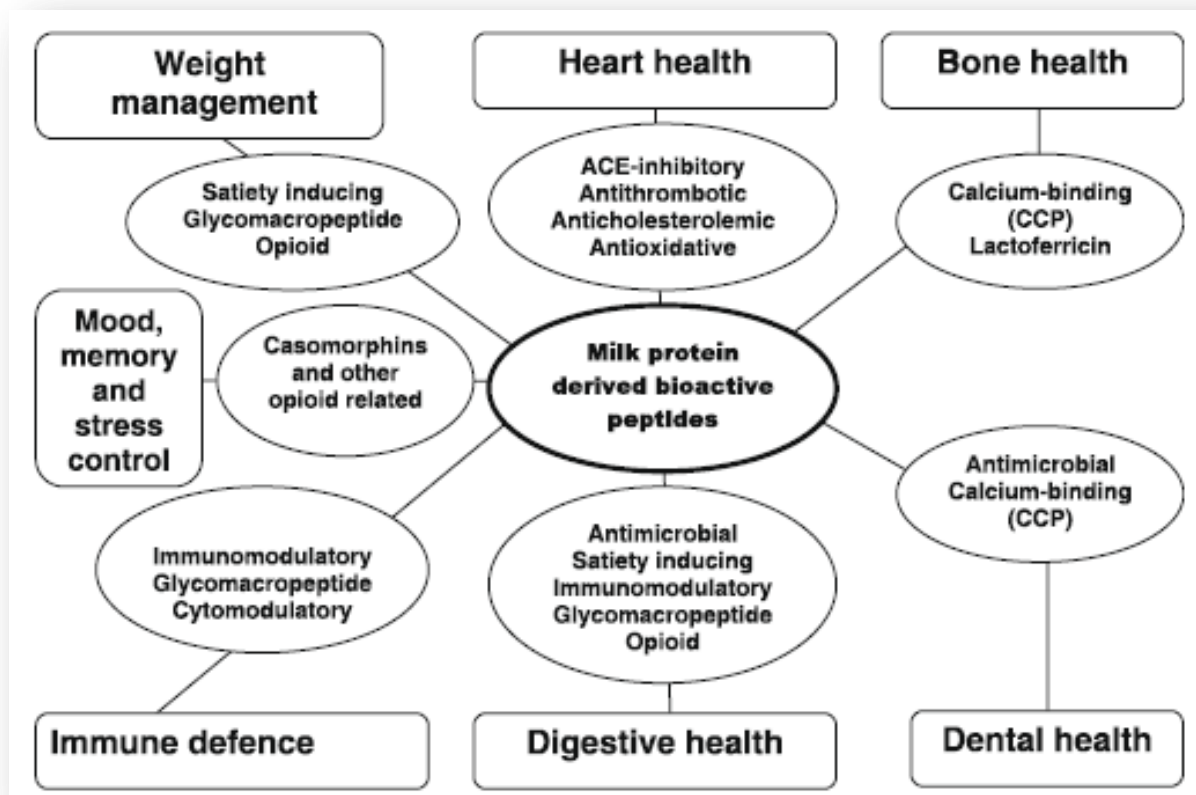 Weight
management
Heart health
Bone health
Satiety inducing
Glycomacropeptide
Opioid
ACE-inhibitory
Antithrombotic
Anticholesterolemic
Antioxidative
Calcium-binding
(CCP)
Lactoferricin
Mood,
memory
and
stress
control
Casomorphins
and other
opioid related
Milk protein
derived bioactive
peptides
Immunomodulatory
Glycomacropeptide
Cytomodulatory
Antimicrobial
Satiety inducing
Immunomodulatory
Glycomacropeptide
Opioid
Antimicrobial
Calcium-binding
(CCP)
Immune defence
Digestive health
Dental health